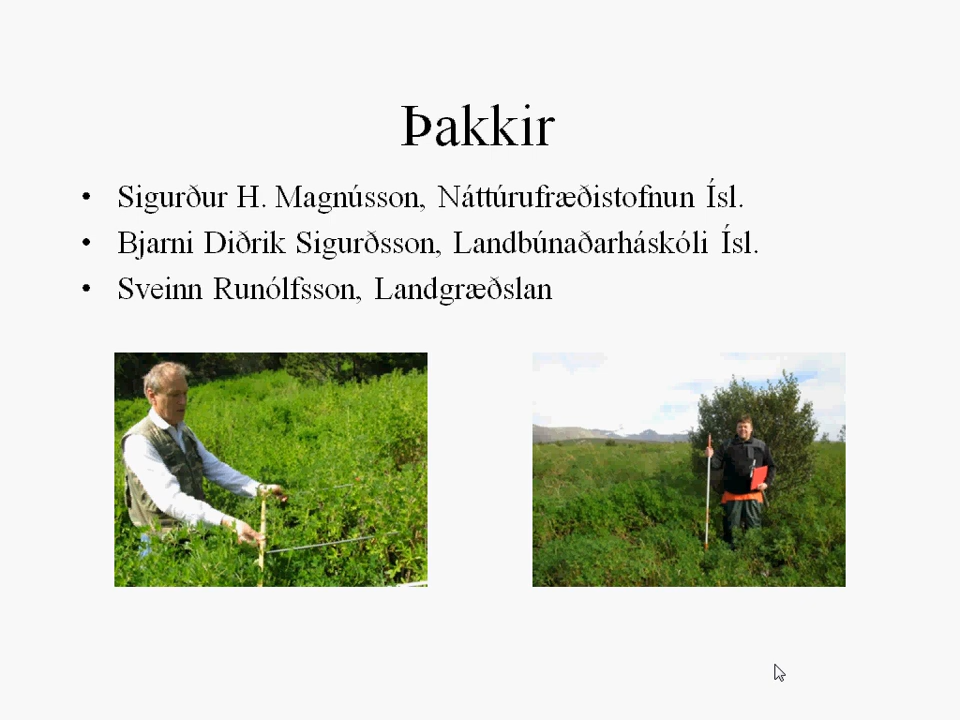 Þakkir
• Sigurður H. Magnússon, Náttúrufræðistofnun Ísl.
• Bjarni Diðrik Sigurðsson, Landbúnaðarháskóli Ísl.
• Sveinn Runólfsson, Landgræðslan